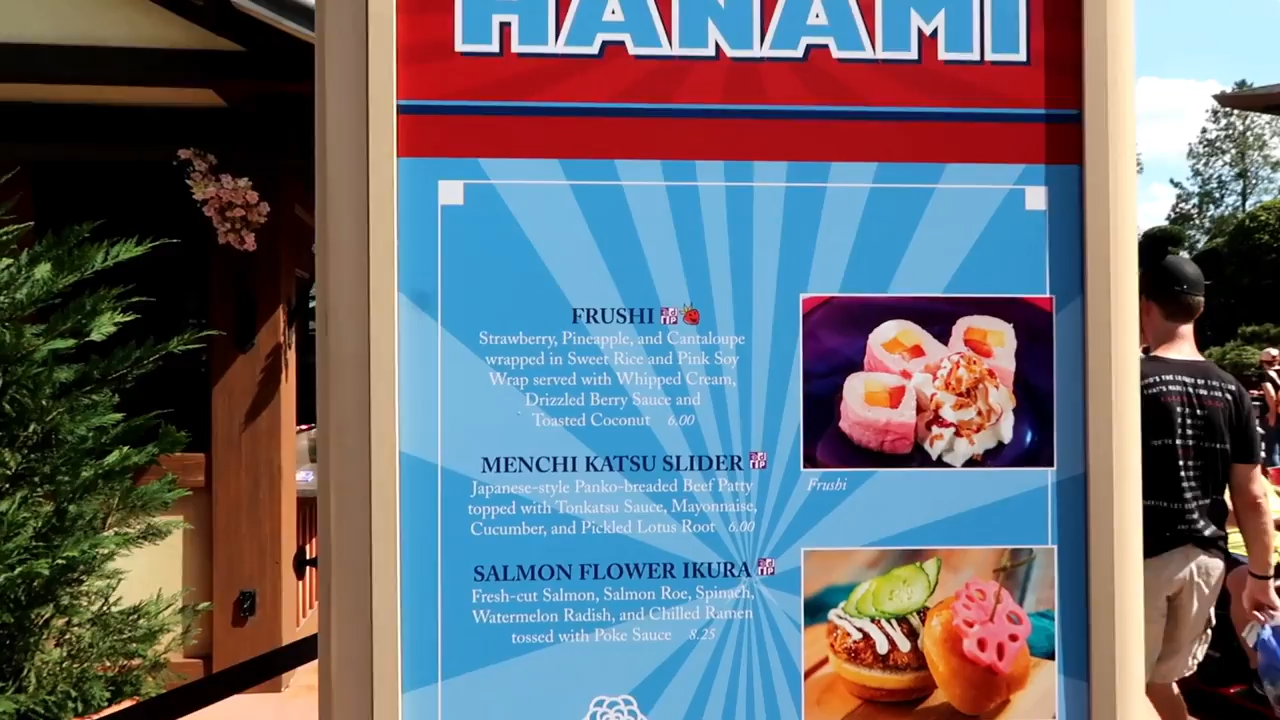 HANAMI
FRUSHI
Strawberry, Pineapple, and Cantaloupe
wrapped in Sweet Rice and Pink Soy
Wrap served with Whipped Cream,
Drizzled Berry Sauce and
Toasted Coconut 6.00
Frushi
MENCHI KATSU SLIDER
Japanese-style Panko-breaded Beef Patty
topped with Tonkatsu Sauce, Mayonnaise,
Cucumber, and Pickled Lotus Root 6.00
SALMON FLOWER IKURA
Fresh-cut Salmon, Salmon Roe, Spinach,
Watermelon Radish, and Chilled Ramen
tossed with Poke Sauce 8.25